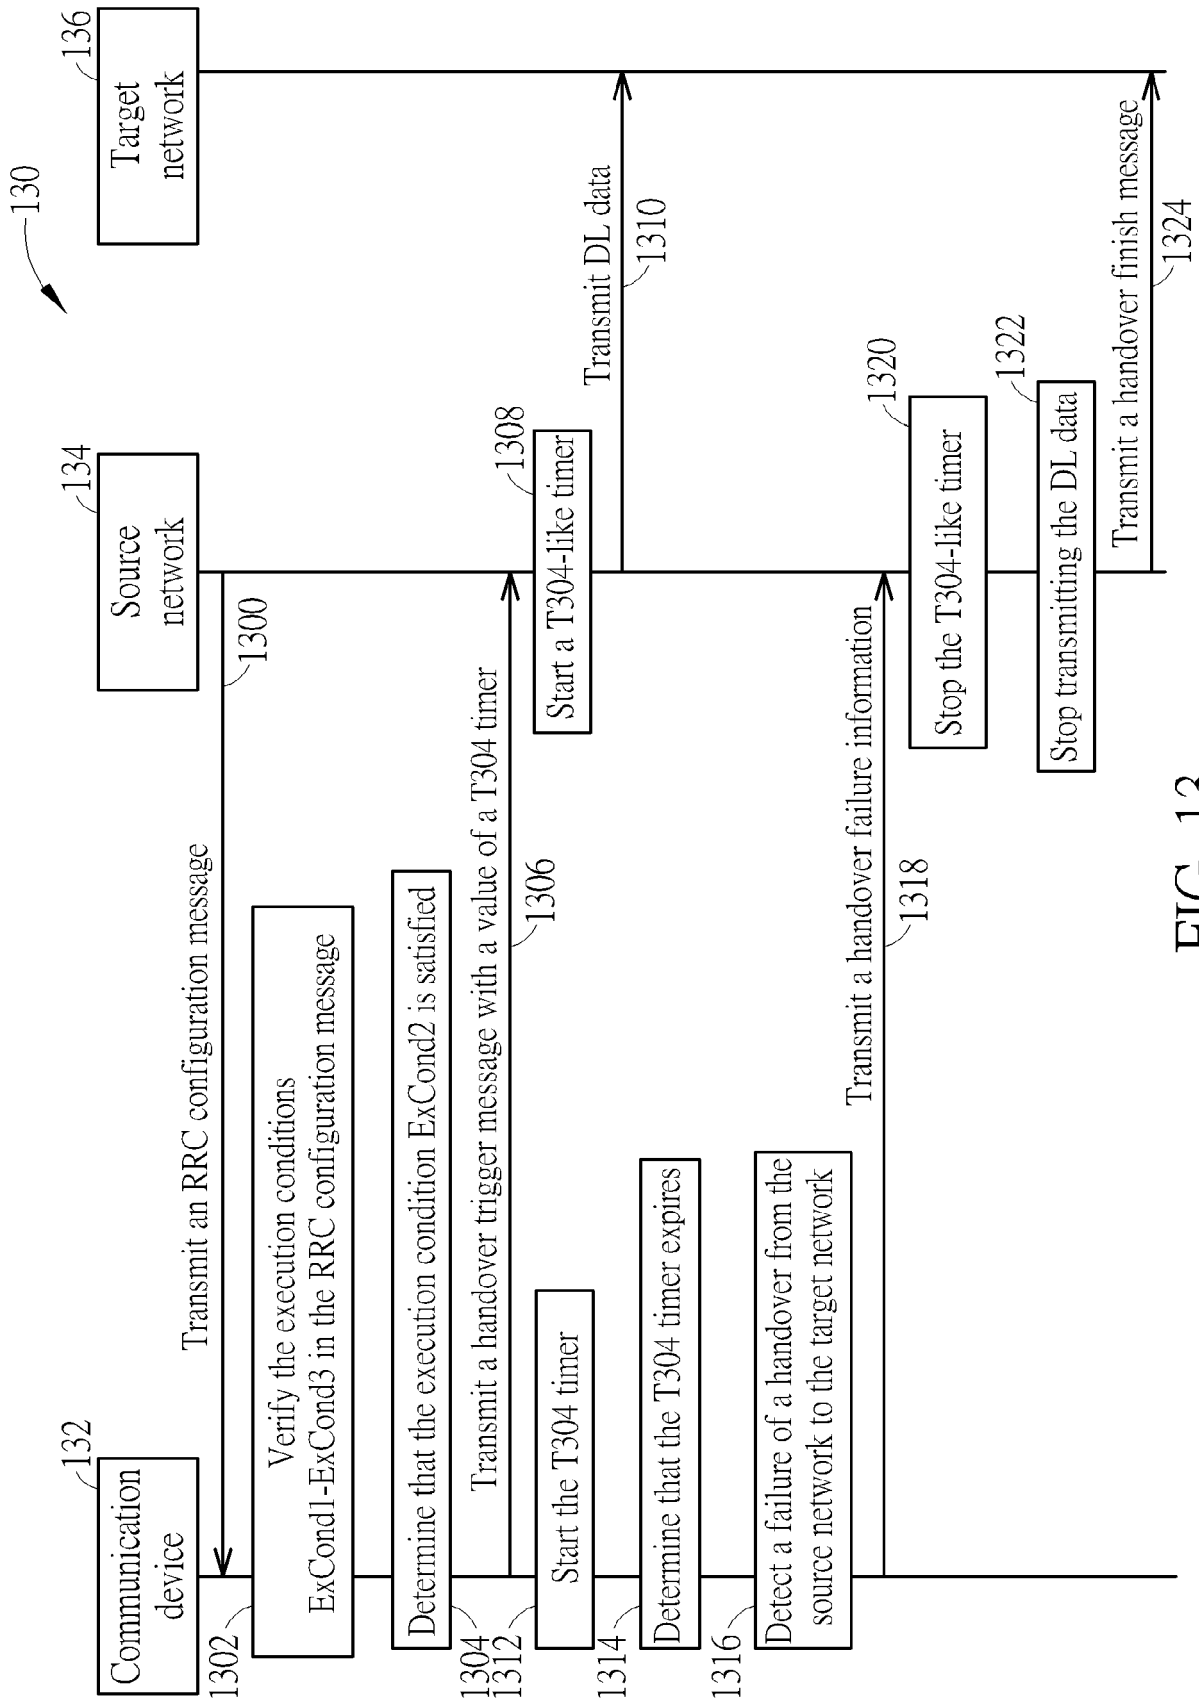 130
132
Communication
device
134
Source
network
136
Target
network
Transmit an RRC configuration message
1300
1302
Verify the execution conditions
ExCond1-ExCond3 in the RRC configuration message
Determine that the execution condition ExCond2 is satisfied
1304
Transmit a handover trigger message with a value of a T304 timer
1306
1308
Start a T304-like timer
1312
Start the T304 timer
Transmit DL data
1310
1314
Determine that the T304 timer expires
1316
Detect a failure of a handover from the
source network to the target network
Transmit a handover failure information
1318
1320
Stop the T304-like timer
1322
Stop transmitting the DL data
Transmit a handover finish message
1324
FIG. 13